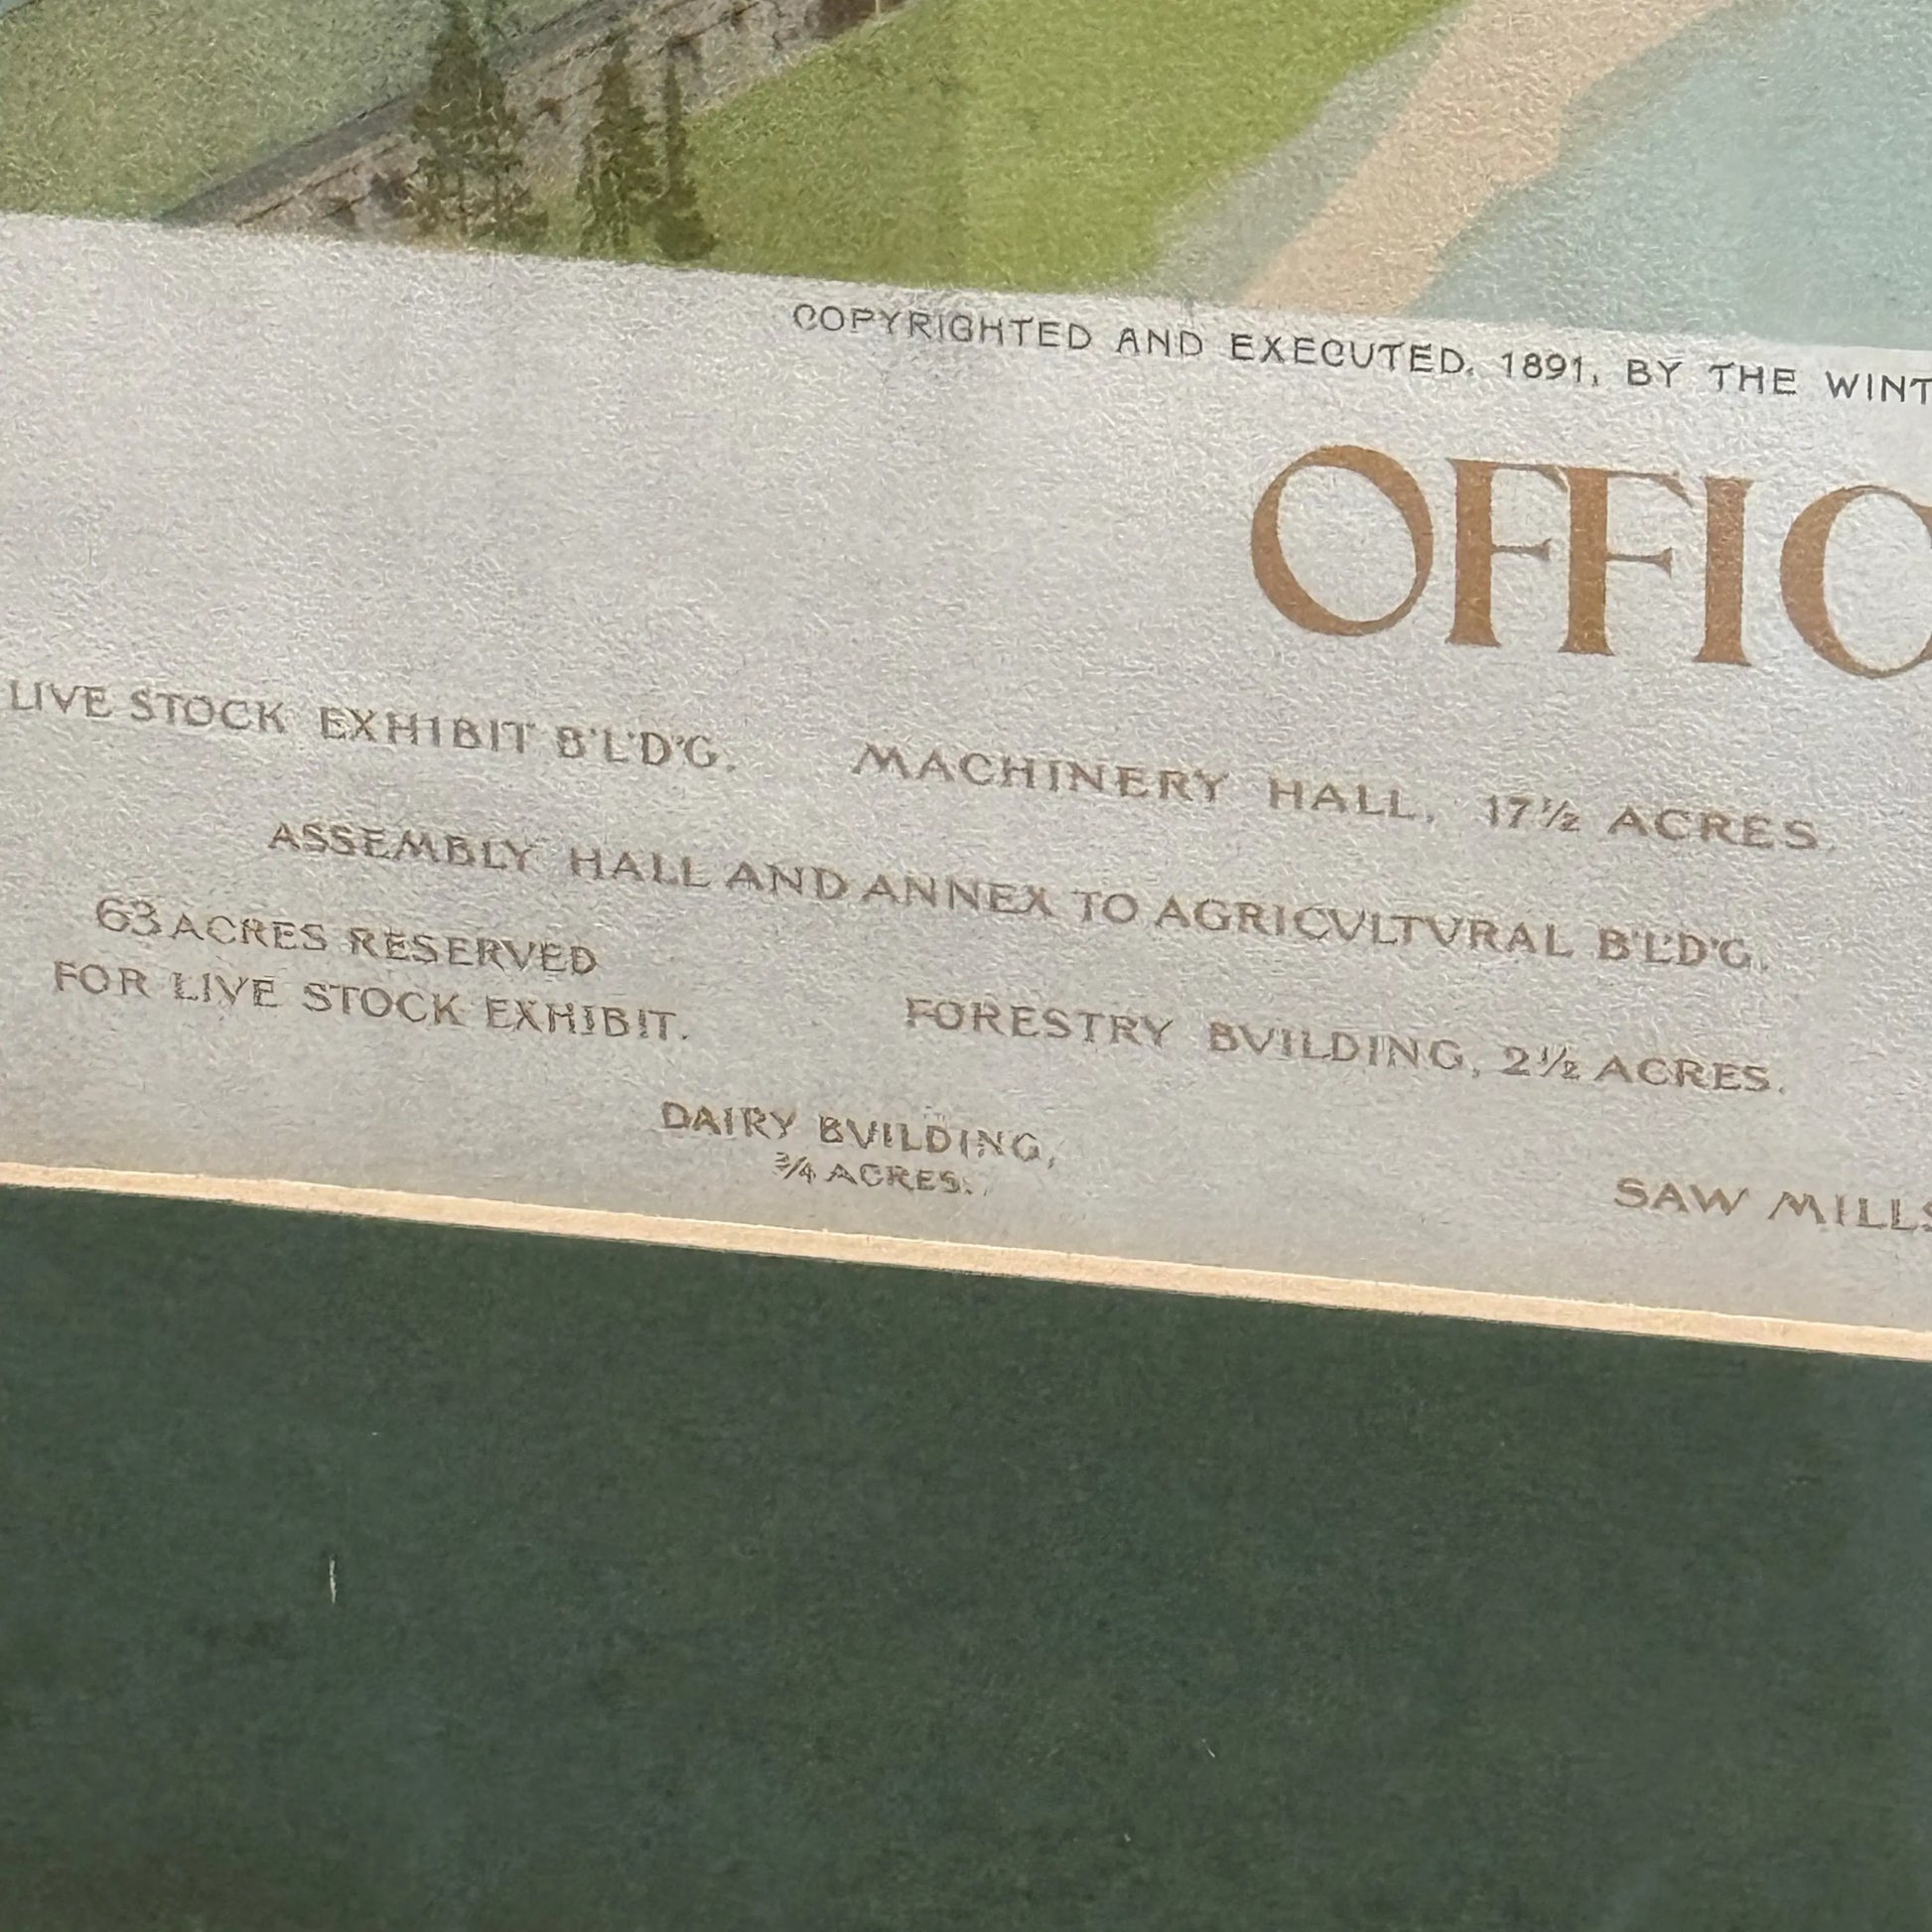 COPYRIGHTED AND EXECUTED, 1891, BY THE WINT
OFFIC
LIVE STOCK EXHIBIT B'L'D'G. MACHINERY HALL, 17½ ACRES.
ASSEMBLY HALL AND ANNEX TO AGRICVLTVRAL B'L'D'G.
63 ACRES RESERVED
FOR LIVE STOCK EXHIBIT.
FORESTRY BVILDING, 2½ ACRES.
DAIRY BVILDING,
¾ ACRES.
SAW MILLS